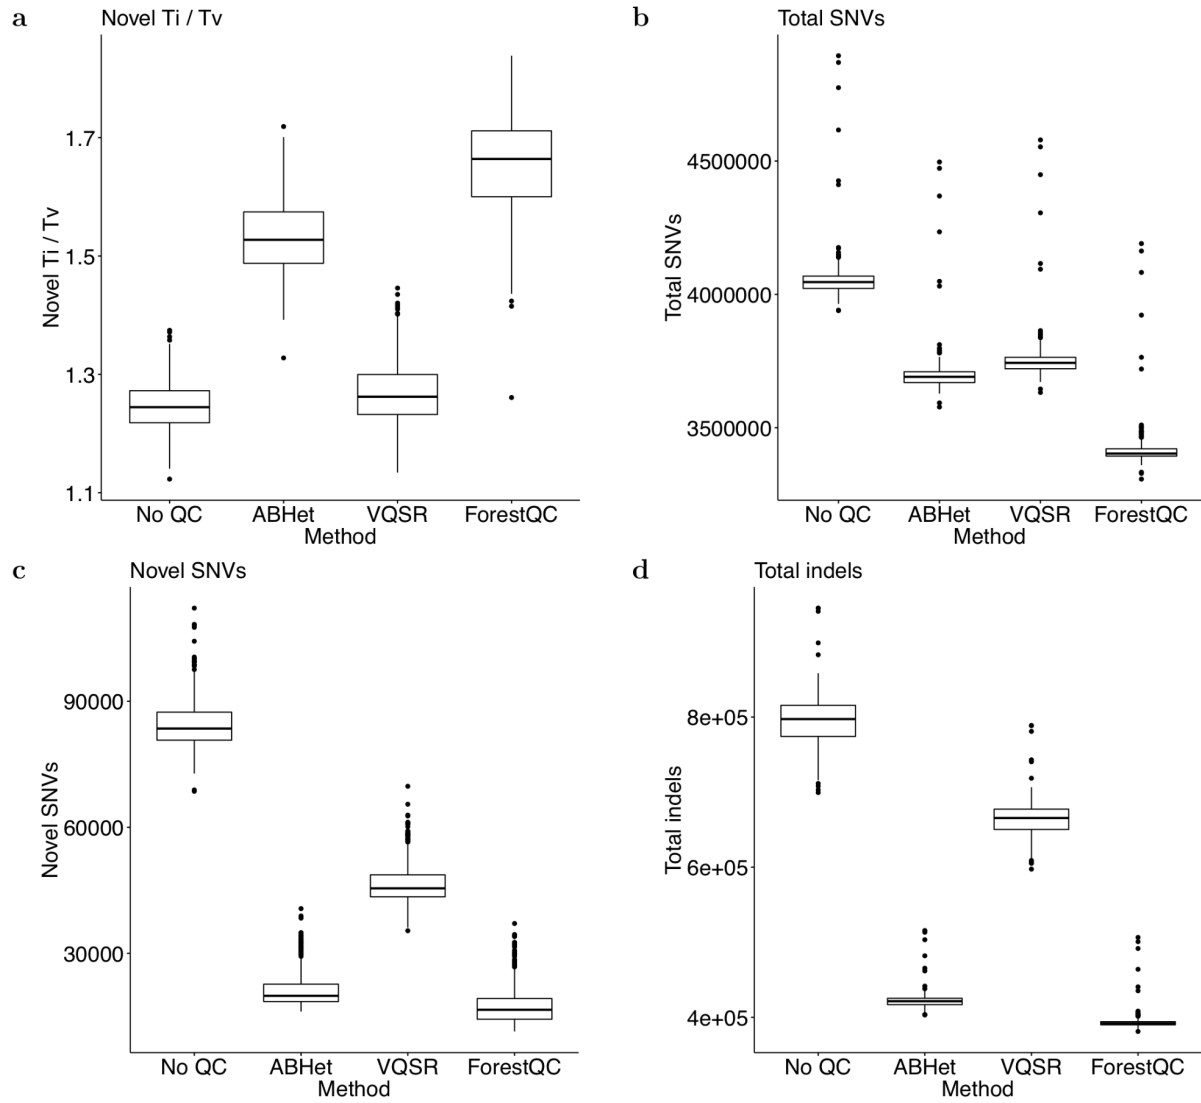 a
Novel Ti / Tv
Novel Ti / Tv
1.7
1.5
1.3
1.1
No QC ABHet VQSR ForestQC
Method
b
Total SNVs
Total SNVs
4500000
4000000
3500000
No QC ABHet VQSR ForestQC
Method
c
Novel SNVs
Novel SNVs
90000
60000
30000
No QC ABHet VQSR ForestQC
Method
d
Total indels
Total indels
8e+05
6e+05
4e+05
No QC ABHet VQSR ForestQC
Method